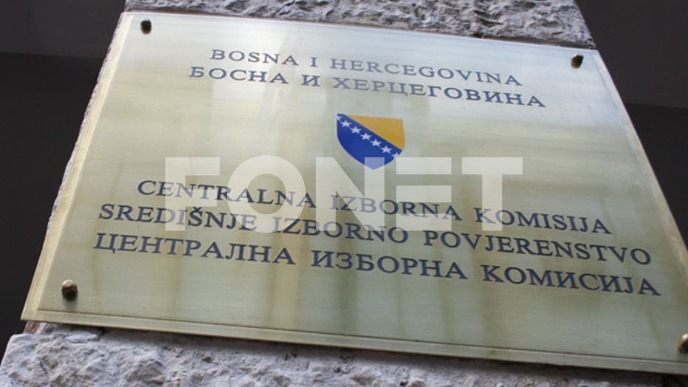 BOSNA I HERCEGOVINA
БОСНА И ХЕРЦЕГОВИНА
CENTRALNA IZBORNA KOMISIJA
SREDIŠNJE IZBORNO POVJERENSTVO
ЦЕНТРАЛНА ИЗБОРНА КОМИСИЈА
FONET